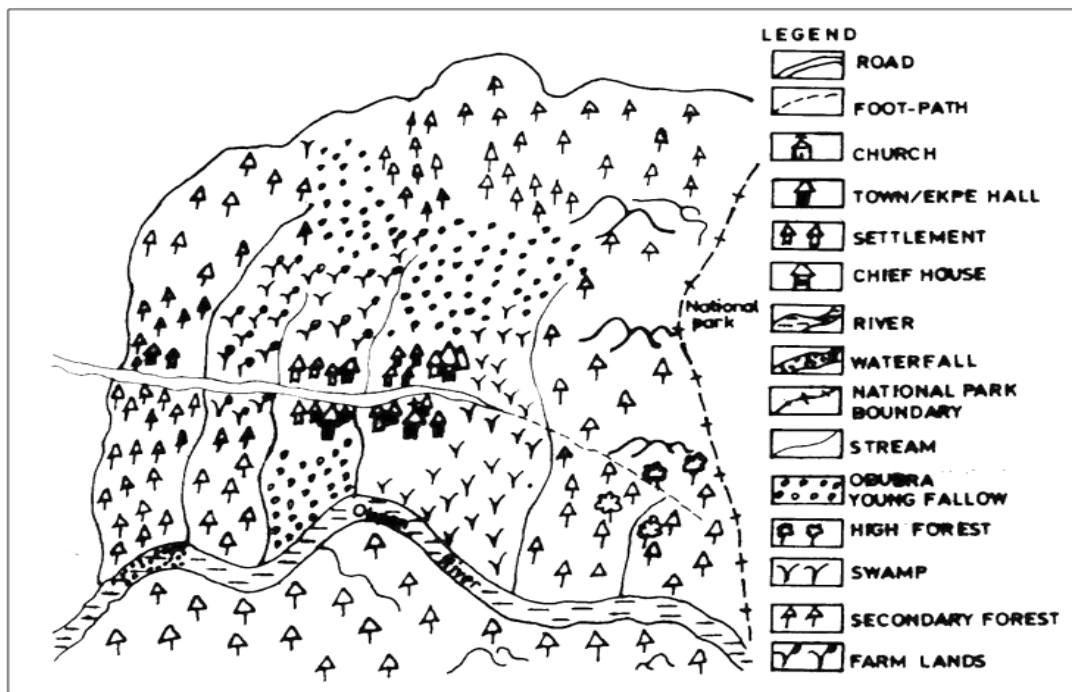 LEGEND
ROAD
FOOT-PATH
CHURCH
TOWN/EKPE HALL
SETTLEMENT
CHIEF HOUSE
National
park
RIVER
WATERFALL
NATIONAL PARK
BOUNDARY
STREAM
OBUBRA
YOUNG FALLOW
HIGH FOREST
SWAMP
River
SECONDARY FOREST
FARM LANDS